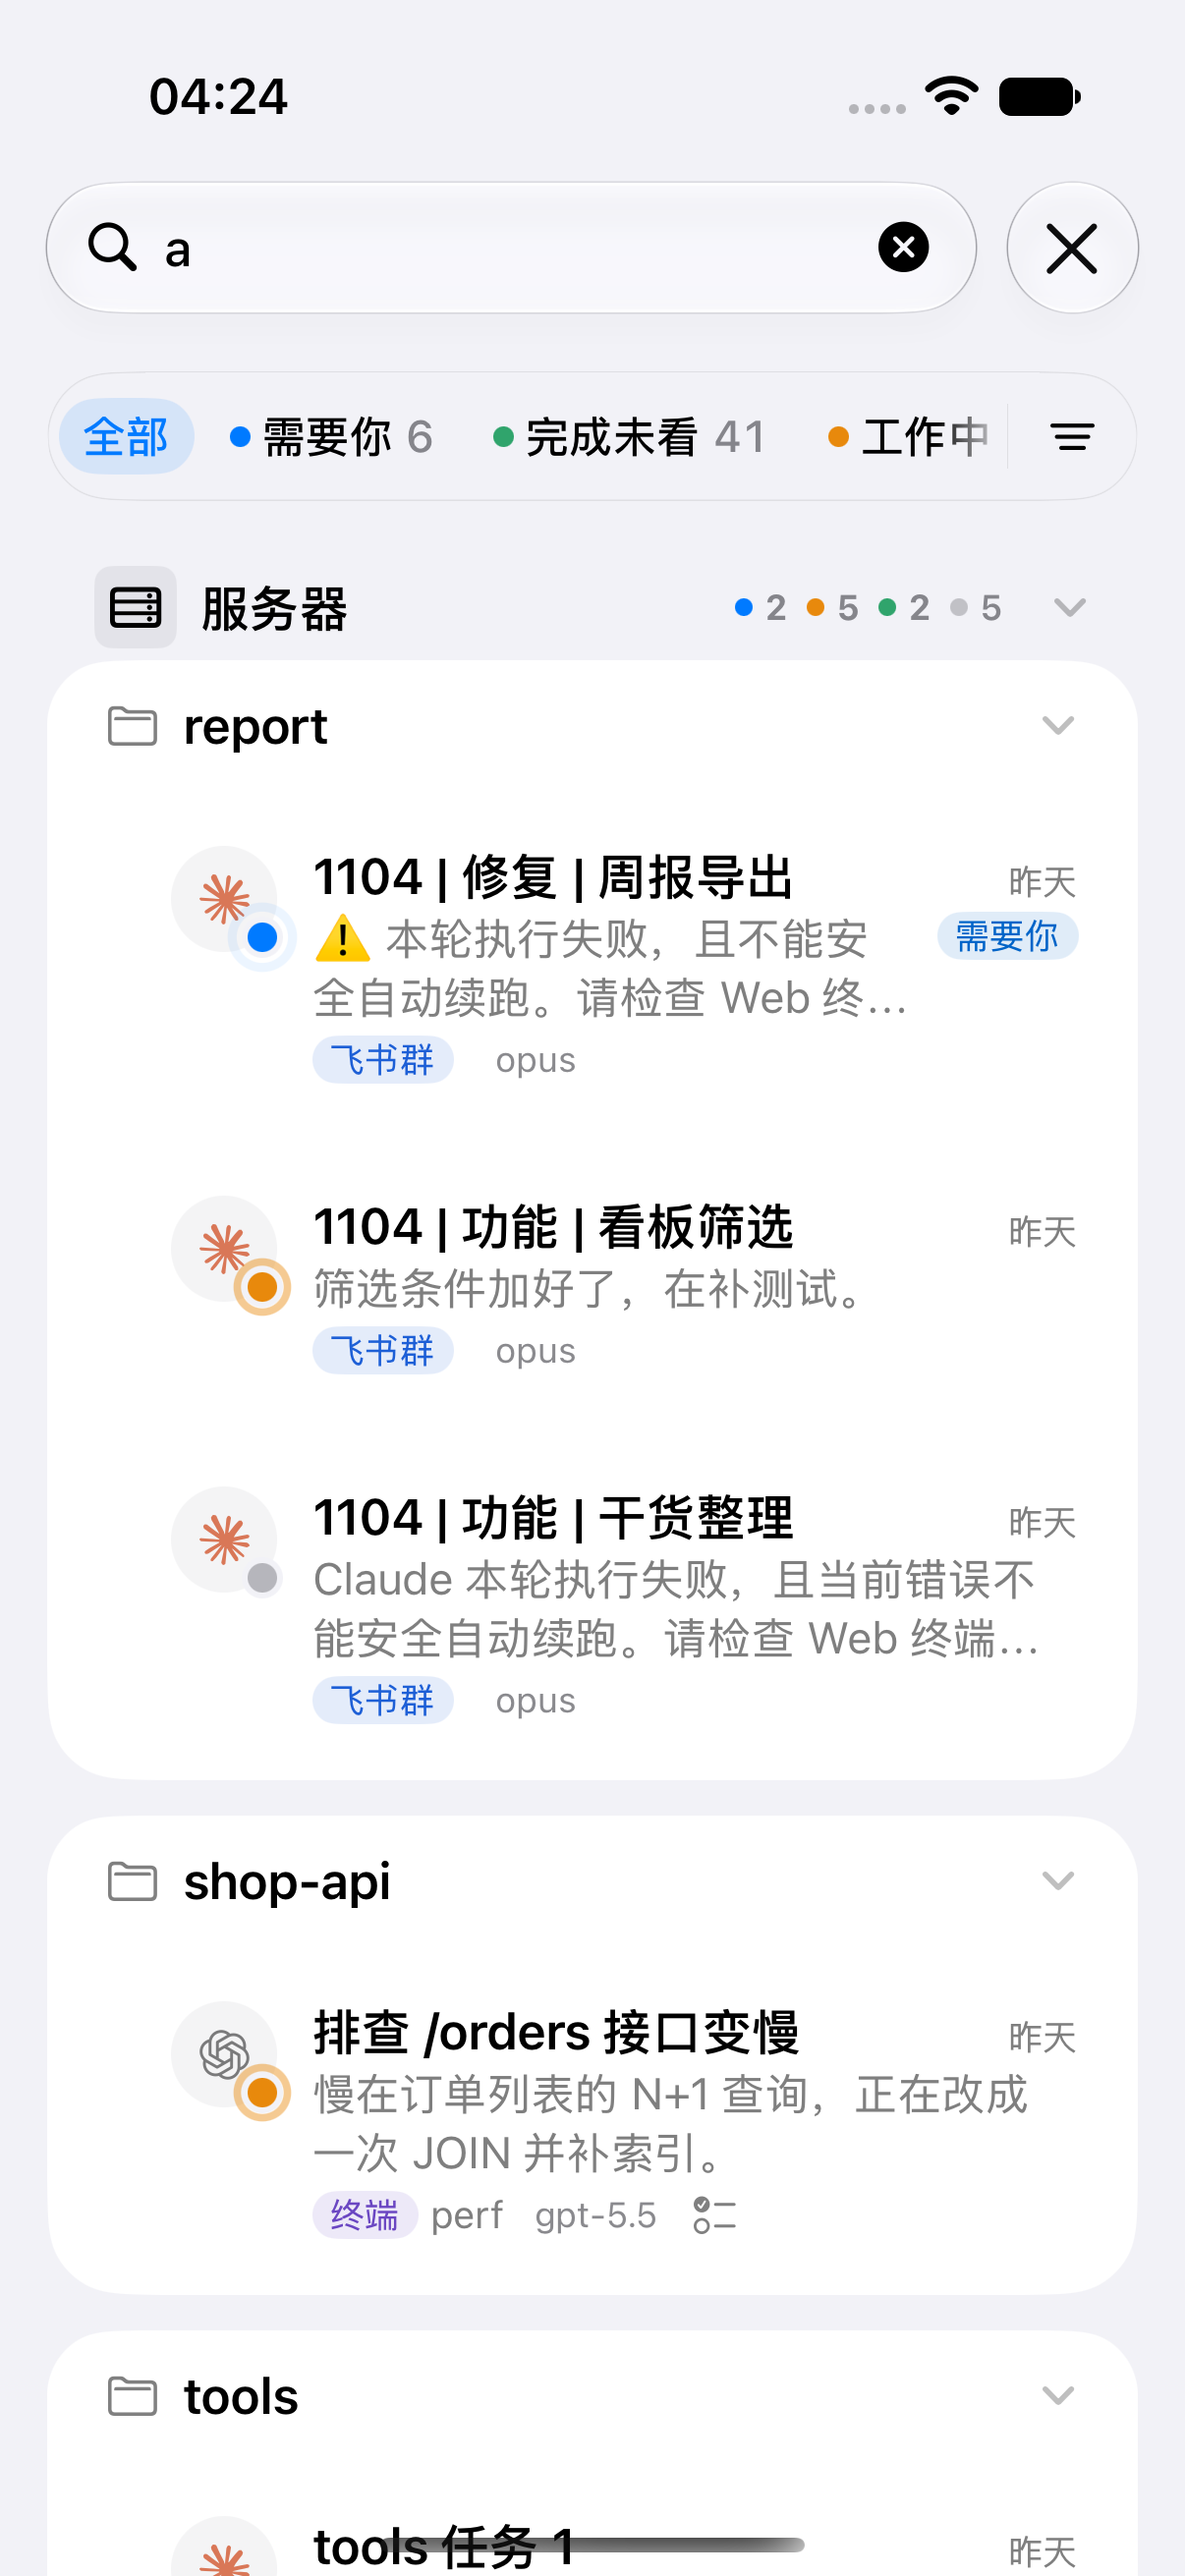 04:24
a
全部 需要你 6 完成未看 41 工作中
服务器 2 5 2 5
report
1104 | 修复 | 周报导出 昨天
⚠️ 本轮执行失败，且不能安 需要你
全自动续跑。请检查 Web 终…
飞书群 opus
1104 | 功能 | 看板筛选 昨天
筛选条件加好了，在补测试。
飞书群 opus
1104 | 功能 | 干货整理 昨天
Claude 本轮执行失败，且当前错误不
能安全自动续跑。请检查 Web 终端…
飞书群 opus
shop-api
排查 /orders 接口变慢 昨天
慢在订单列表的 N+1 查询，正在改成
一次 JOIN 并补索引。
终端 perf gpt-5.5
tools
tools 任务 1 昨天